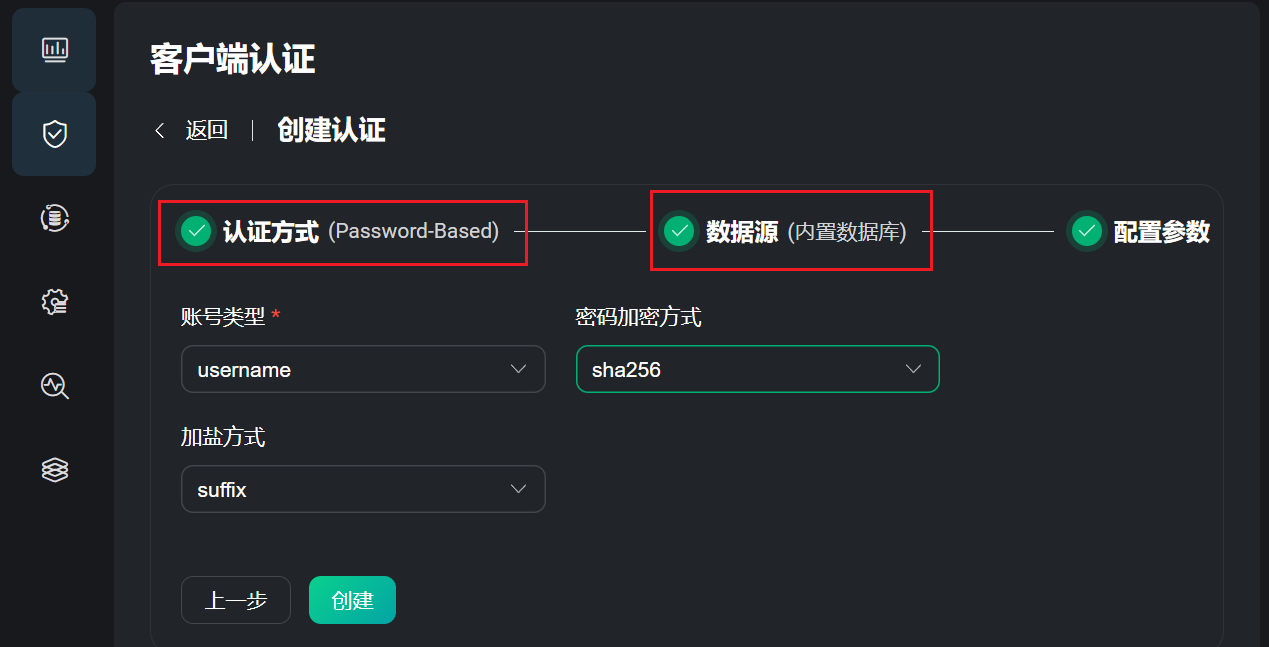 客户端认证
返回 创建认证
认证方式 (Password-Based) 数据源 (内置数据库) 配置参数
账号类型 * 密码加密方式
username sha256
加盐方式
suffix
上一步 创建